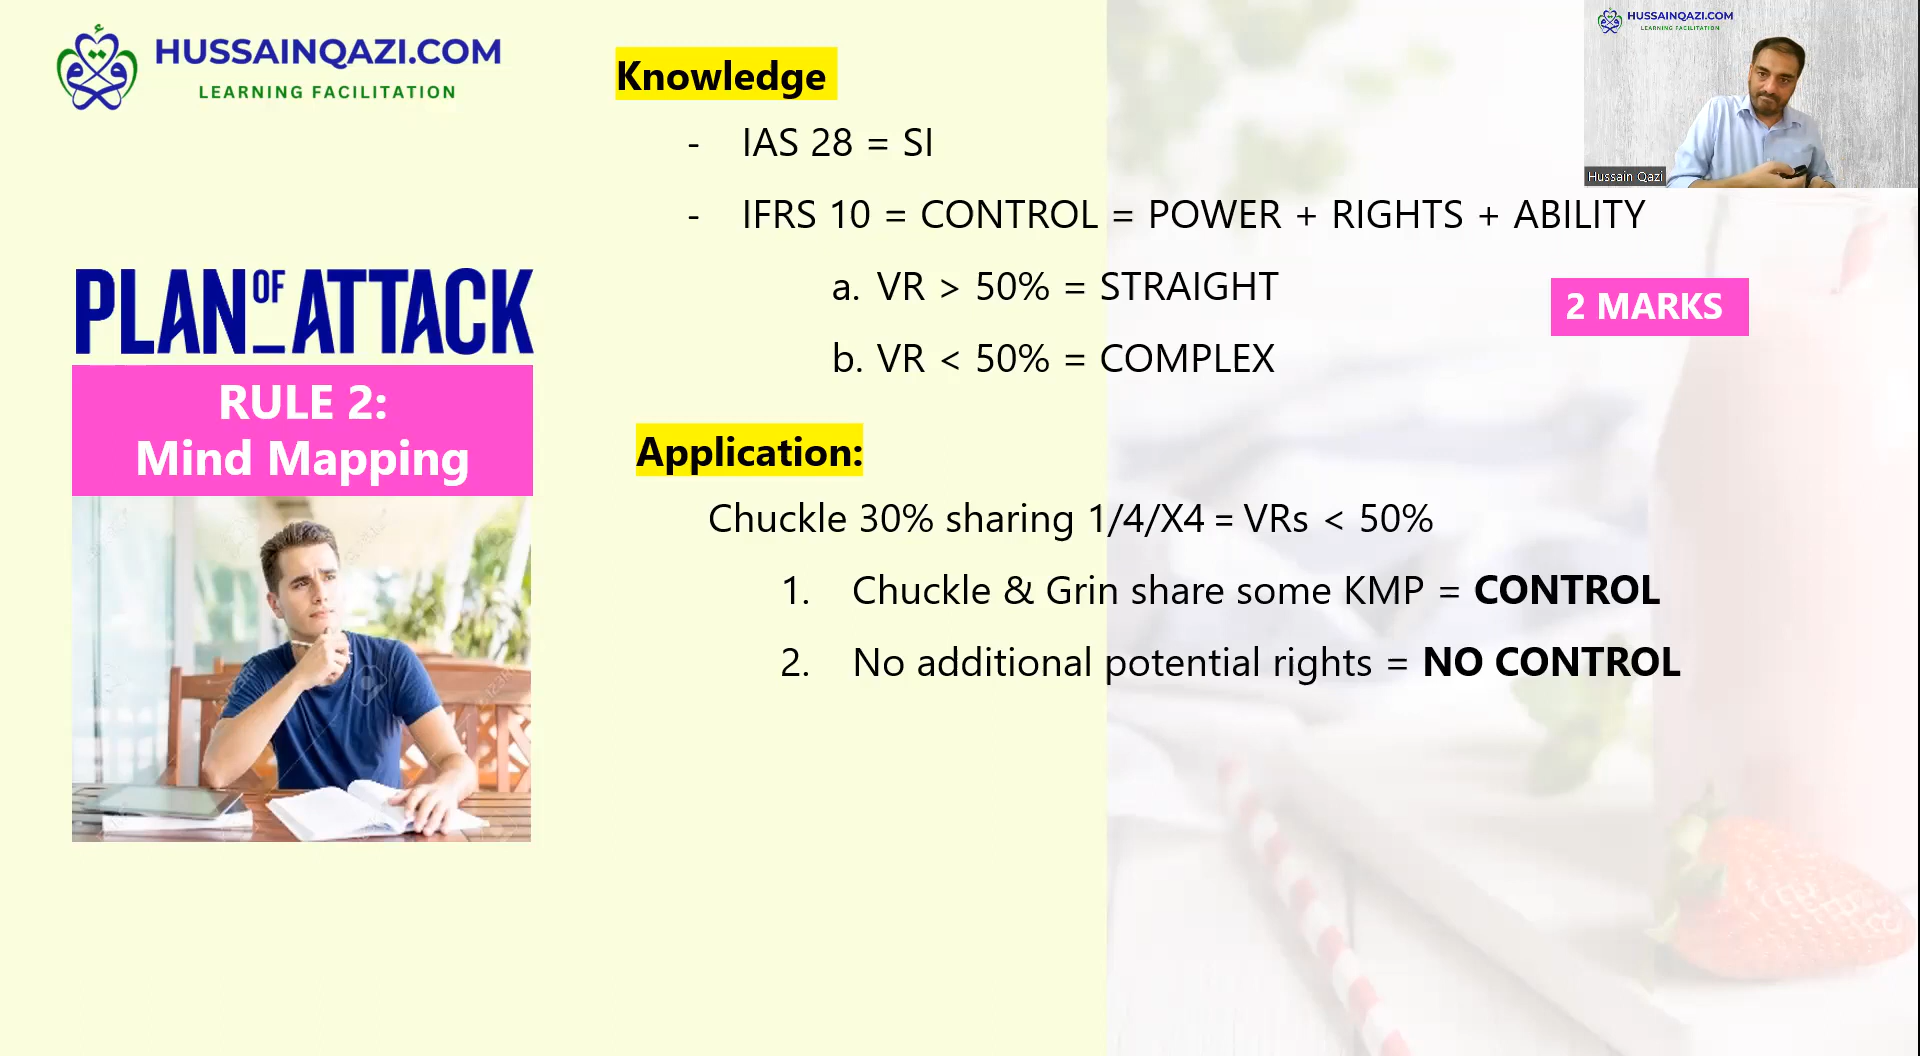 HUSSAINQAZI.COM
LEARNING FACILITATION
PLAN OF ATTACK
RULE 2:
Mind Mapping
Knowledge
- IAS 28 = SI
- IFRS 10 = CONTROL = POWER + RIGHTS + ABILITY
a. VR > 50% = STRAIGHT
b. VR < 50% = COMPLEX
2 MARKS
Application:
Chuckle 30% sharing 1/4/X4 = VRs < 50%
1. Chuckle & Grin share some KMP = CONTROL
2. No additional potential rights = NO CONTROL
HUSSAINQAZI.COM
LEARNING FACILITATION
Hussain Qazi